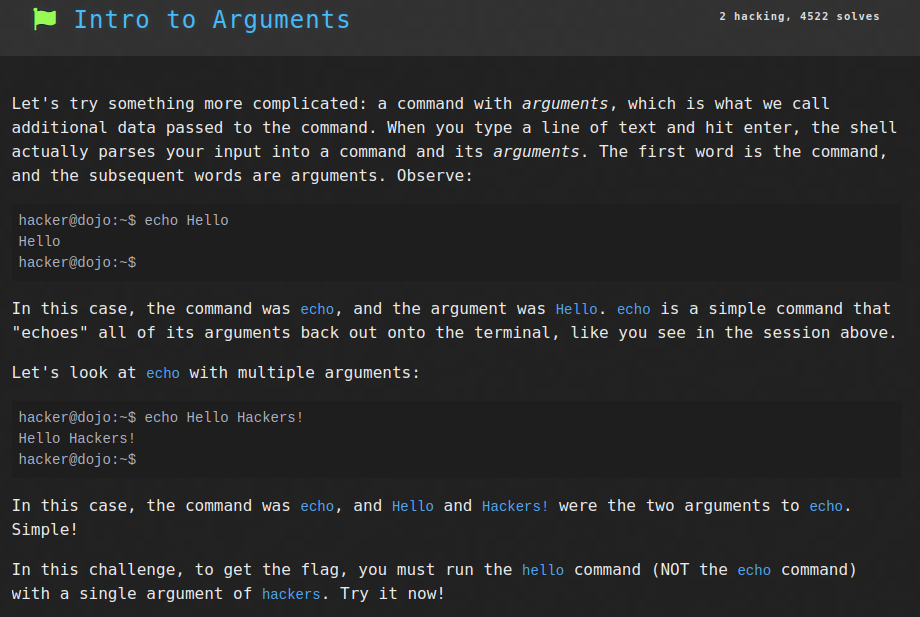 Intro to Arguments
2 hacking, 4522 solves
Let's try something more complicated: a command with arguments, which is what we call
additional data passed to the command. When you type a line of text and hit enter, the shell
actually parses your input into a command and its arguments. The first word is the command,
and the subsequent words are arguments. Observe:
hacker@dojo:~$ echo Hello
Hello
hacker@dojo:~$
In this case, the command was echo, and the argument was Hello. echo is a simple command that
"echoes" all of its arguments back out onto the terminal, like you see in the session above.
Let's look at echo with multiple arguments:
hacker@dojo:~$ echo Hello Hackers!
Hello Hackers!
hacker@dojo:~$
In this case, the command was echo, and Hello and Hackers! were the two arguments to echo.
Simple!
In this challenge, to get the flag, you must run the hello command (NOT the echo command)
with a single argument of hackers. Try it now!